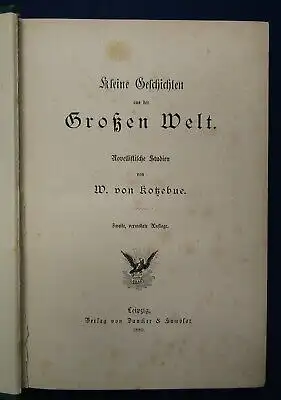 Kleine Geschichten
aus der
Großen Welt.
Novellistische Studien
von
W. von Kotzebue.
Zweite, vermehrte Auflage.
Leipzig,
Verlag von Duncker & Humblot